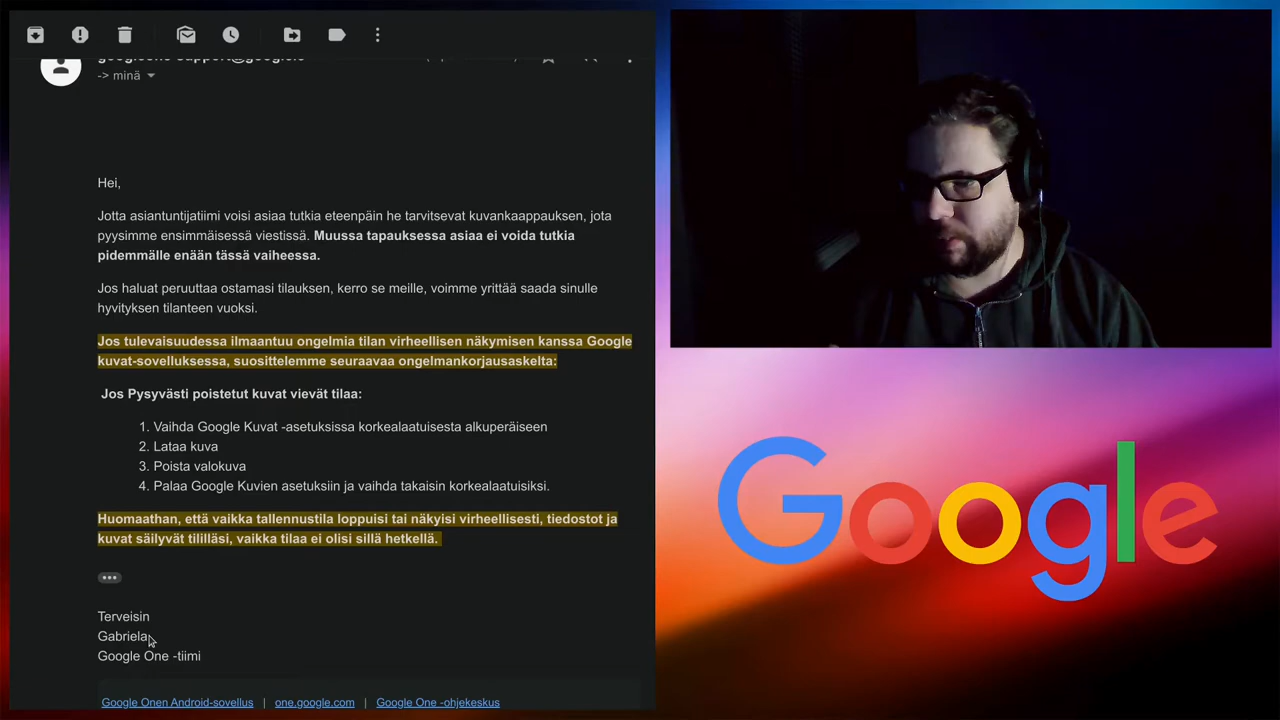 -> minä
Hei,
Jotta asiantuntijatiimi voisi asiaa tutkia eteenpäin he tarvitsevat kuvankaappauksen, jota
pyysimme ensimmäisessä viestissä. Muussa tapauksessa asiaa ei voida tutkia
pidemmälle enään tässä vaiheessa.
Jos haluat peruuttaa ostamasi tilauksen, kerro se meille, voimme yrittää saada sinulle
hyvityksen tilanteen vuoksi.
Jos tulevaisuudessa ilmaantuu ongelmia tilan virheellisen näkymisen kanssa Google
kuvat-sovelluksessa, suosittelemme seuraavaa ongelmankorjausaskelta:
Jos Pysyvästi poistetut kuvat vievät tilaa:
1. Vaihda Google Kuvat -asetuksissa korkealaatuisesta alkuperäiseen
2. Lataa kuva
3. Poista valokuva
4. Palaa Google Kuvien asetuksiin ja vaihda takaisin korkealaatuisiksi.
Huomaathan, että vaikka tallennustila loppuisi tai näkyisi virheellisesti, tiedostot ja
kuvat säilyvät tililläsi, vaikka tilaa ei olisi sillä hetkellä.
Terveisin
Gabriela
Google One -tiimi
Google Onen Android-sovellus | one.google.com | Google One -ohjekeskus
Google